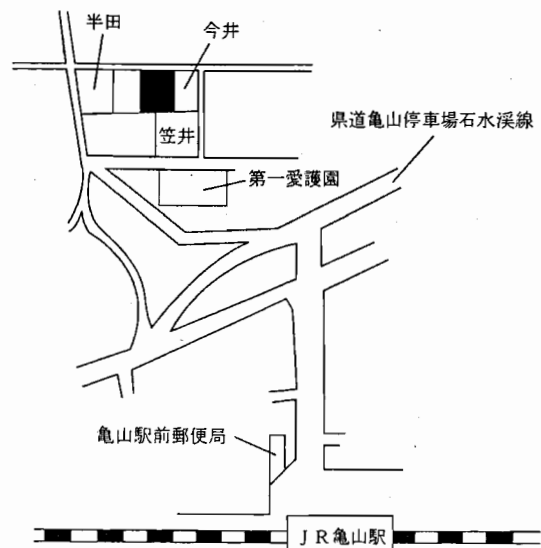 半田
今井
県道亀山停車場石水渓線
笠井
第一愛護園
亀山駅前郵便局
JR亀山駅